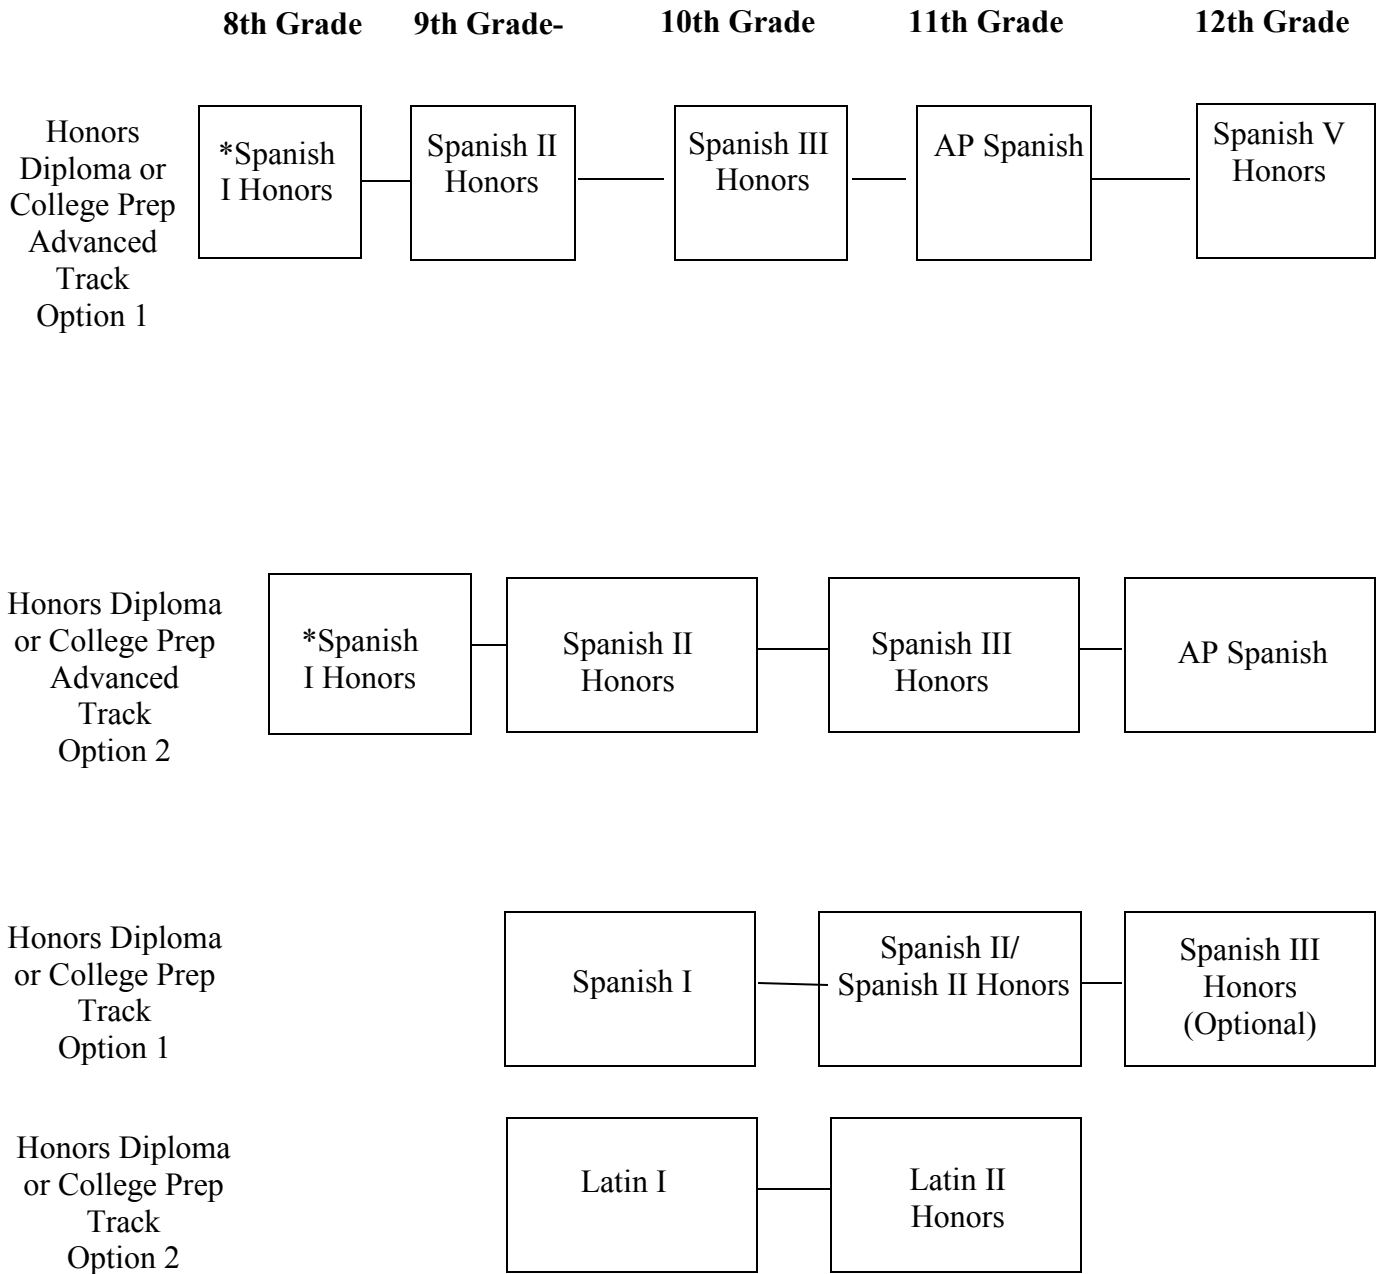 8th Grade 9th Grade- 10th Grade 11th Grade 12th Grade
Honors
Diploma or
College Prep
Advanced
Track
Option 1
*Spanish
I Honors
Spanish II
Honors
Spanish III
Honors
AP Spanish
Spanish V
Honors
Honors Diploma
or College Prep
Advanced
Track
Option 2
*Spanish
I Honors
Spanish II
Honors
Spanish III
Honors
AP Spanish
Honors Diploma
or College Prep
Track
Option 1
Spanish I
Spanish II/
Spanish II Honors
Spanish III
Honors
(Optional)
Honors Diploma
or College Prep
Track
Option 2
Latin I
Latin II
Honors